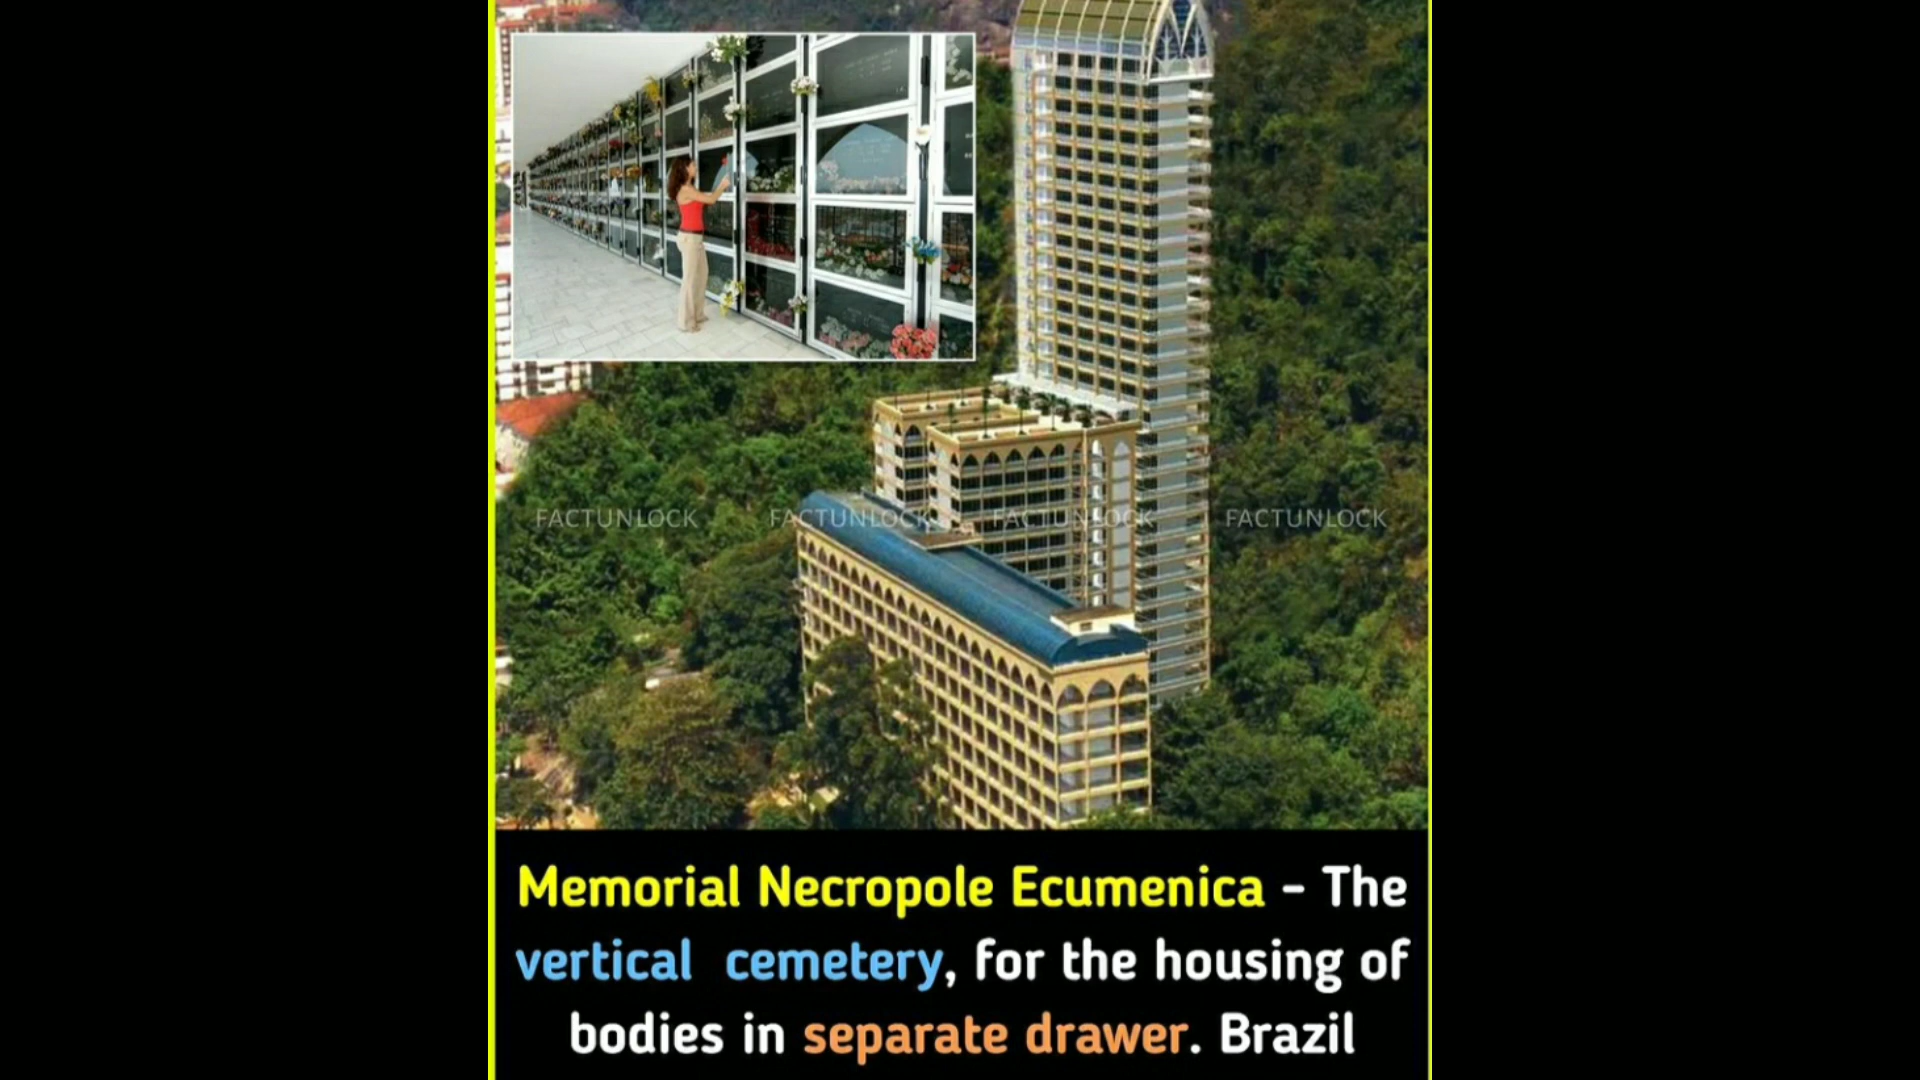 FACTUNLOCK FACTUNLOCK FACTUNLOCK FACTUNLOCK
Memorial Necropole Ecumenica – The
vertical cemetery, for the housing of
bodies in separate drawer. Brazil